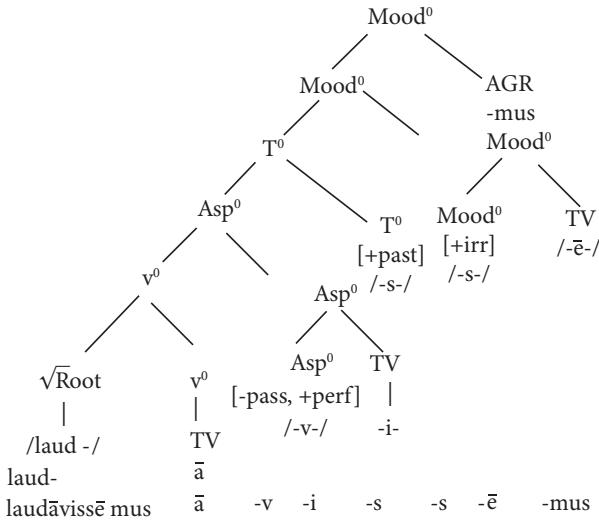 Mood⁰
Mood⁰ AGR
-mus
T⁰ Mood⁰
Asp⁰ T⁰ Mood⁰ TV
[+past] [+irr] /-ē-/
/-s-/ /-s-/
v⁰ Asp⁰
√Root v⁰ Asp⁰ TV
[-pass, +perf]
/laud -/ TV /-v-/ -i-
laud- ā
laudāvissē mus ā -v -i -s -s -ē -mus